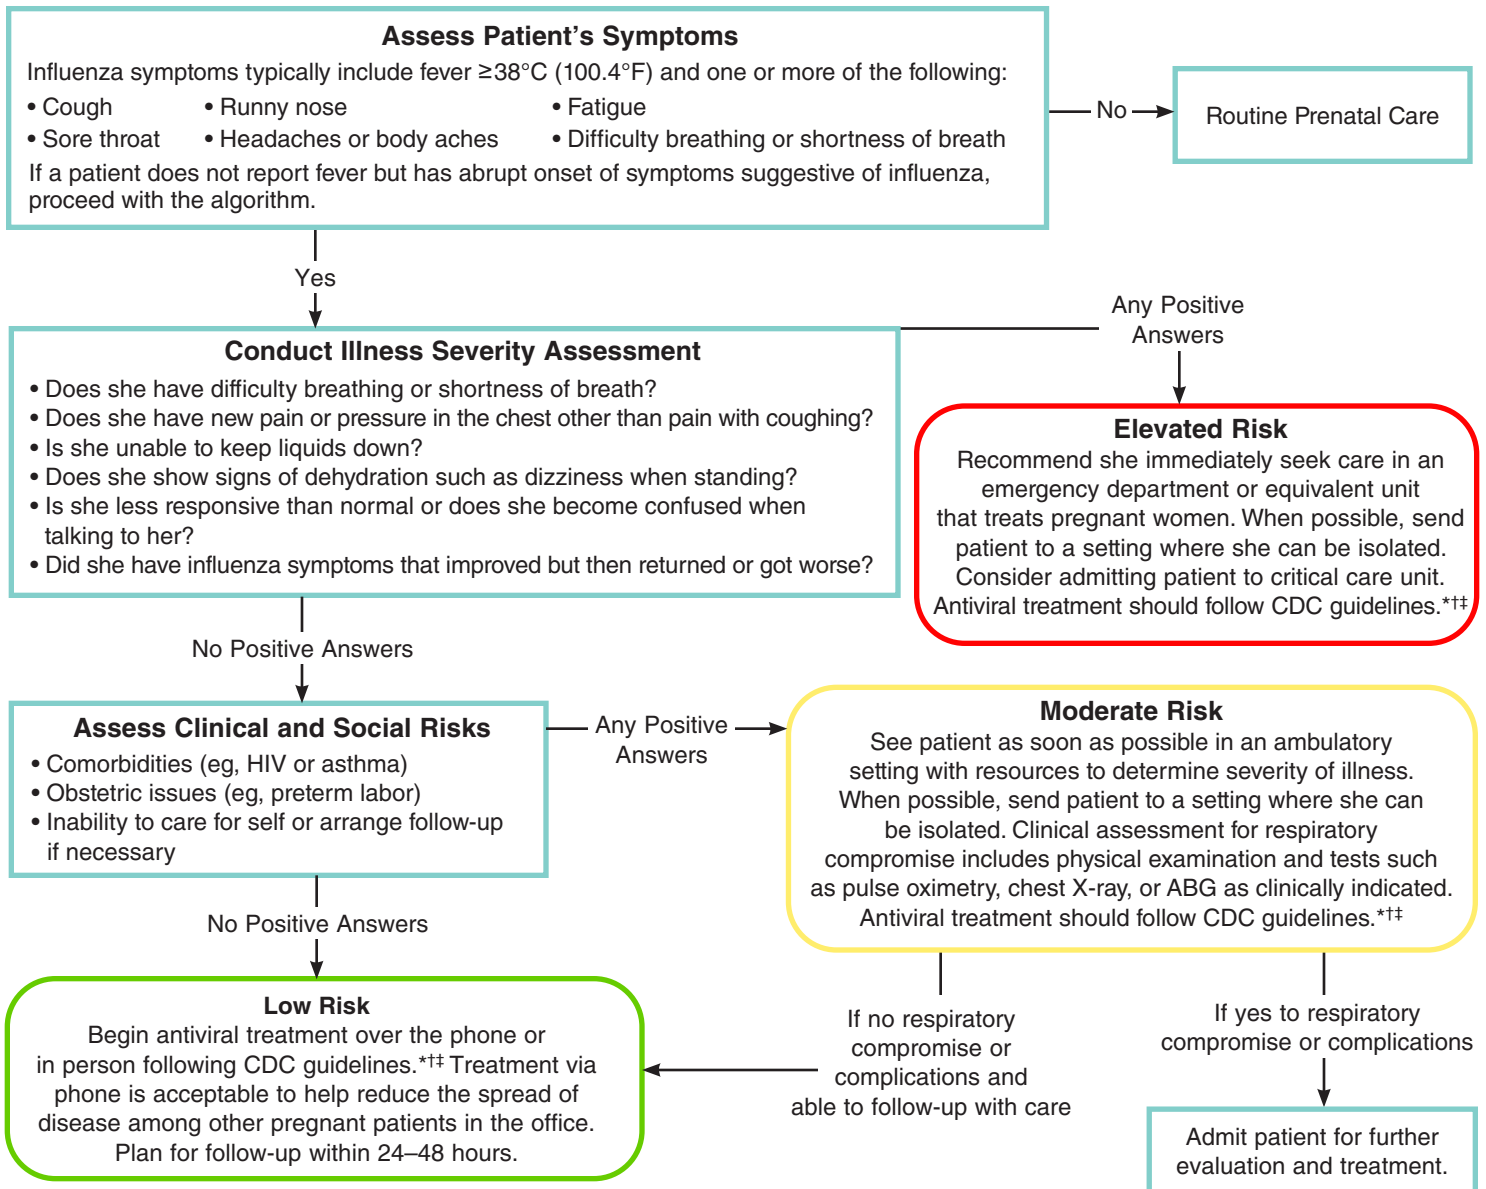 Assess Patient’s Symptoms
Influenza symptoms typically include fever ≥38°C (100.4°F) and one or more of the following:
• Cough • Runny nose • Fatigue
• Sore throat • Headaches or body aches • Difficulty breathing or shortness of breath
If a patient does not report fever but has abrupt onset of symptoms suggestive of influenza,
proceed with the algorithm.
No
Routine Prenatal Care
Yes
Conduct Illness Severity Assessment
• Does she have difficulty breathing or shortness of breath?
• Does she have new pain or pressure in the chest other than pain with coughing?
• Is she unable to keep liquids down?
• Does she show signs of dehydration such as dizziness when standing?
• Is she less responsive than normal or does she become confused when
talking to her?
• Did she have influenza symptoms that improved but then returned or got worse?
Any Positive
Answers
Elevated Risk
Recommend she immediately seek care in an
emergency department or equivalent unit
that treats pregnant women. When possible, send
patient to a setting where she can be isolated.
Consider admitting patient to critical care unit.
Antiviral treatment should follow CDC guidelines.*†‡
No Positive Answers
Assess Clinical and Social Risks
• Comorbidities (eg, HIV or asthma)
• Obstetric issues (eg, preterm labor)
• Inability to care for self or arrange follow-up
if necessary
Any Positive
Answers
Moderate Risk
See patient as soon as possible in an ambulatory
setting with resources to determine severity of illness.
When possible, send patient to a setting where she can
be isolated. Clinical assessment for respiratory
compromise includes physical examination and tests such
as pulse oximetry, chest X-ray, or ABG as clinically indicated.
Antiviral treatment should follow CDC guidelines.*†‡
No Positive Answers
Low Risk
Begin antiviral treatment over the phone or
in person following CDC guidelines.*†‡ Treatment via
phone is acceptable to help reduce the spread of
disease among other pregnant patients in the office.
Plan for follow-up within 24–48 hours.
If no respiratory
compromise or
complications and
able to follow-up with care
If yes to respiratory
compromise or complications
Admit patient for further
evaluation and treatment.